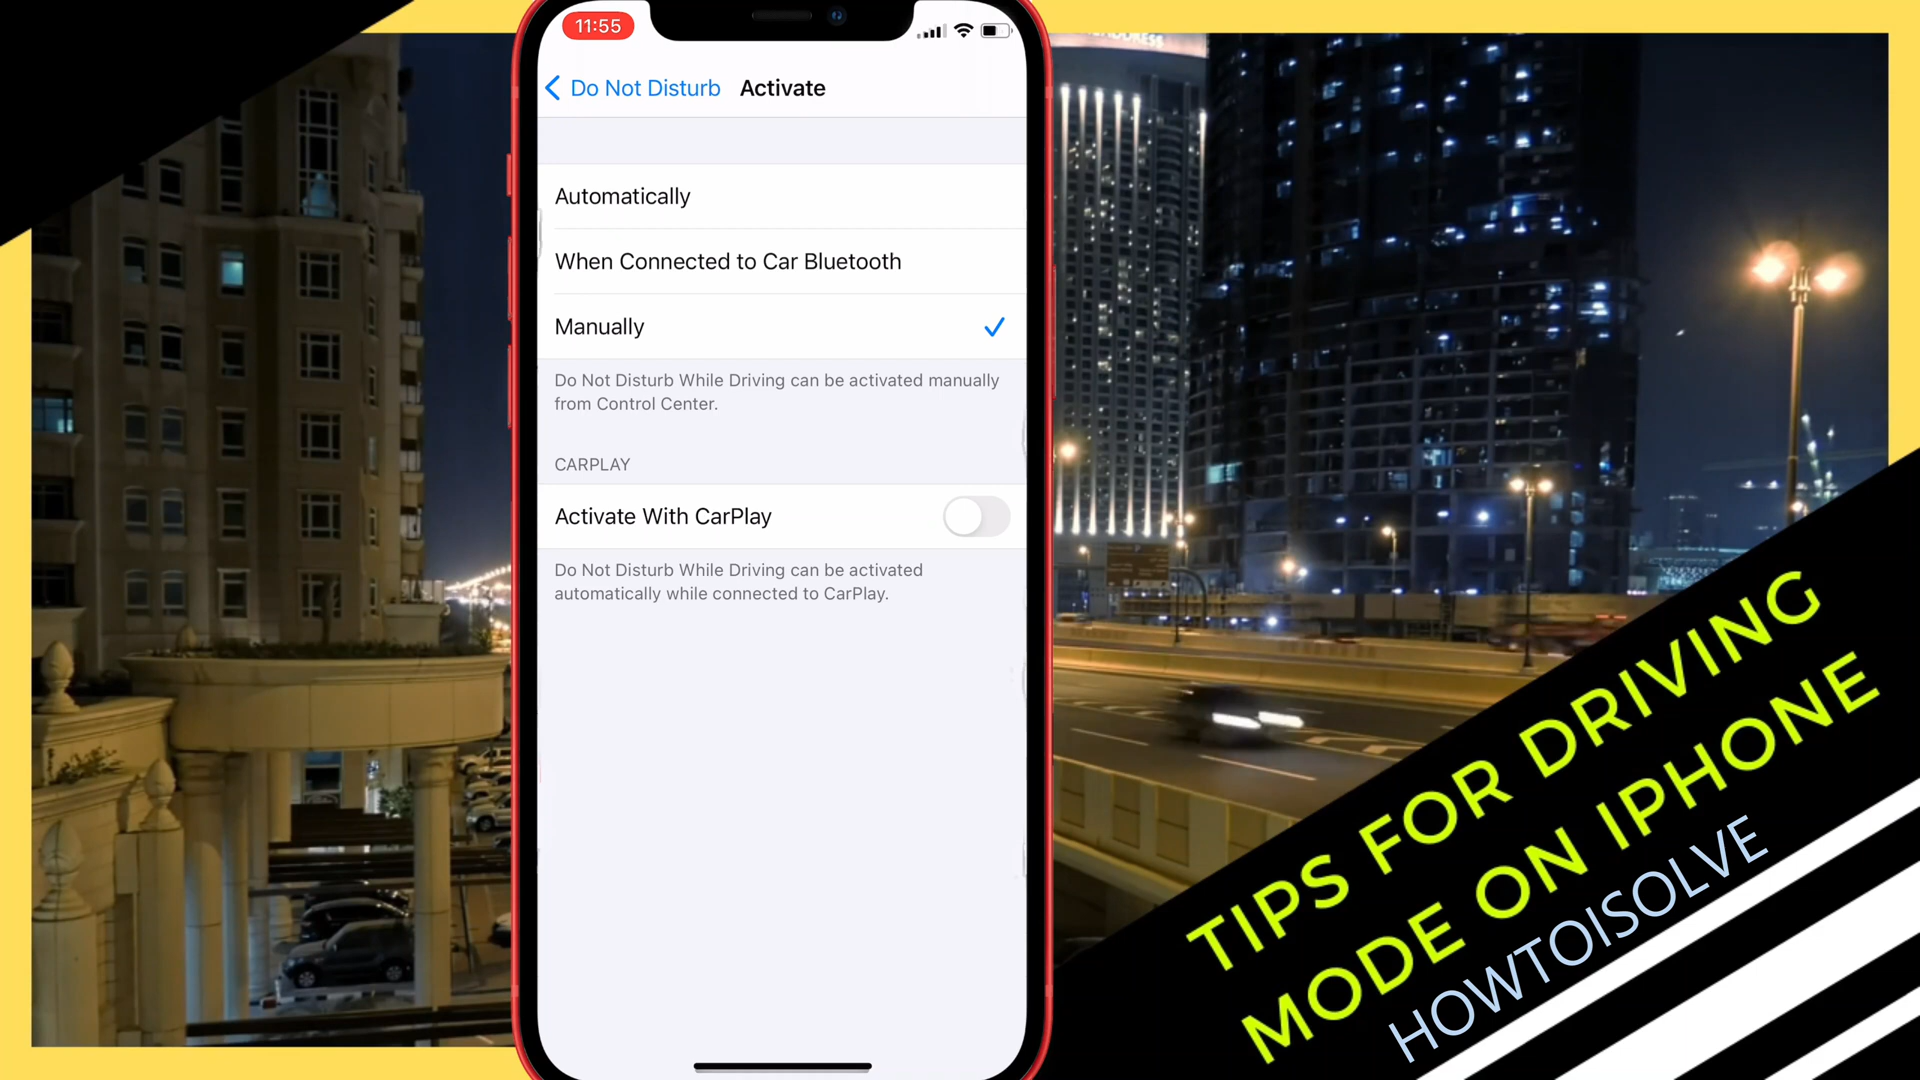 11:55
Do Not Disturb Activate
Automatically
When Connected to Car Bluetooth
Manually
Do Not Disturb While Driving can be activated manually
from Control Center.
CARPLAY
Activate With CarPlay
Do Not Disturb While Driving can be activated
automatically while connected to CarPlay.
TIPS FOR DRIVING
MODE ON IPHONE
HOWTOISOLVE